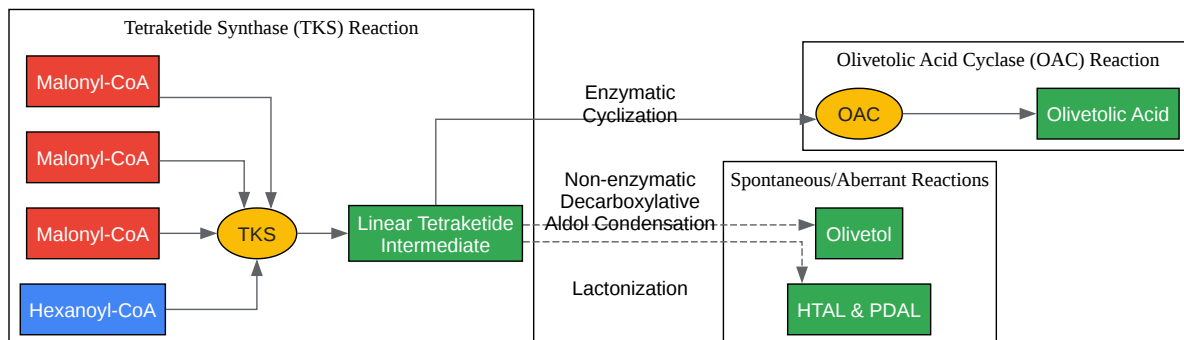 Tetraketide Synthase (TKS) Reaction
Malonyl-CoA
Malonyl-CoA
Malonyl-CoA
Hexanoyl-CoA
TKS
Linear Tetraketide
Intermediate
Enzymatic
Cyclization
Non-enzymatic
Decarboxylative
Aldol Condensation
Lactonization
Olivetolic Acid Cyclase (OAC) Reaction
OAC
Olivetolic Acid
Spontaneous/Aberrant Reactions
Olivetol
HTAL & PDAL